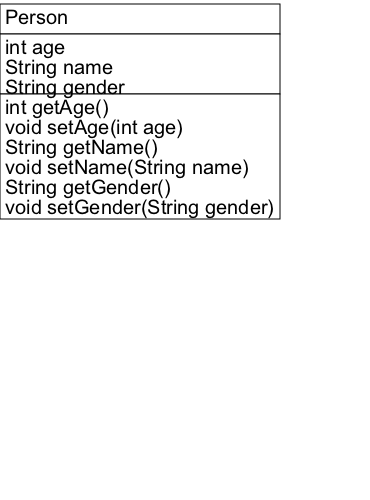 Person
int age
String name
String gender
int getAge()
void setAge(int age)
String getName()
void setName(String name)
String getGender()
void setGender(String gender)